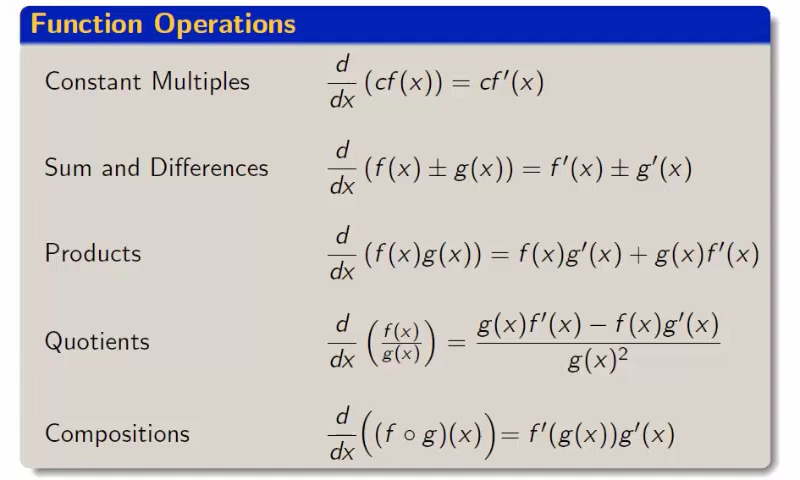 Function Operations
Constant Multiples d/dx (cf(x)) = cf′(x)
Sum and Differences d/dx (f(x) ± g(x)) = f′(x) ± g′(x)
Products d/dx (f(x)g(x)) = f(x)g′(x) + g(x)f′(x)
Quotients d/dx (f(x)/g(x)) = (g(x)f′(x) − f(x)g′(x))/g(x)²
Compositions d/dx ((f ∘ g)(x)) = f′(g(x))g′(x)